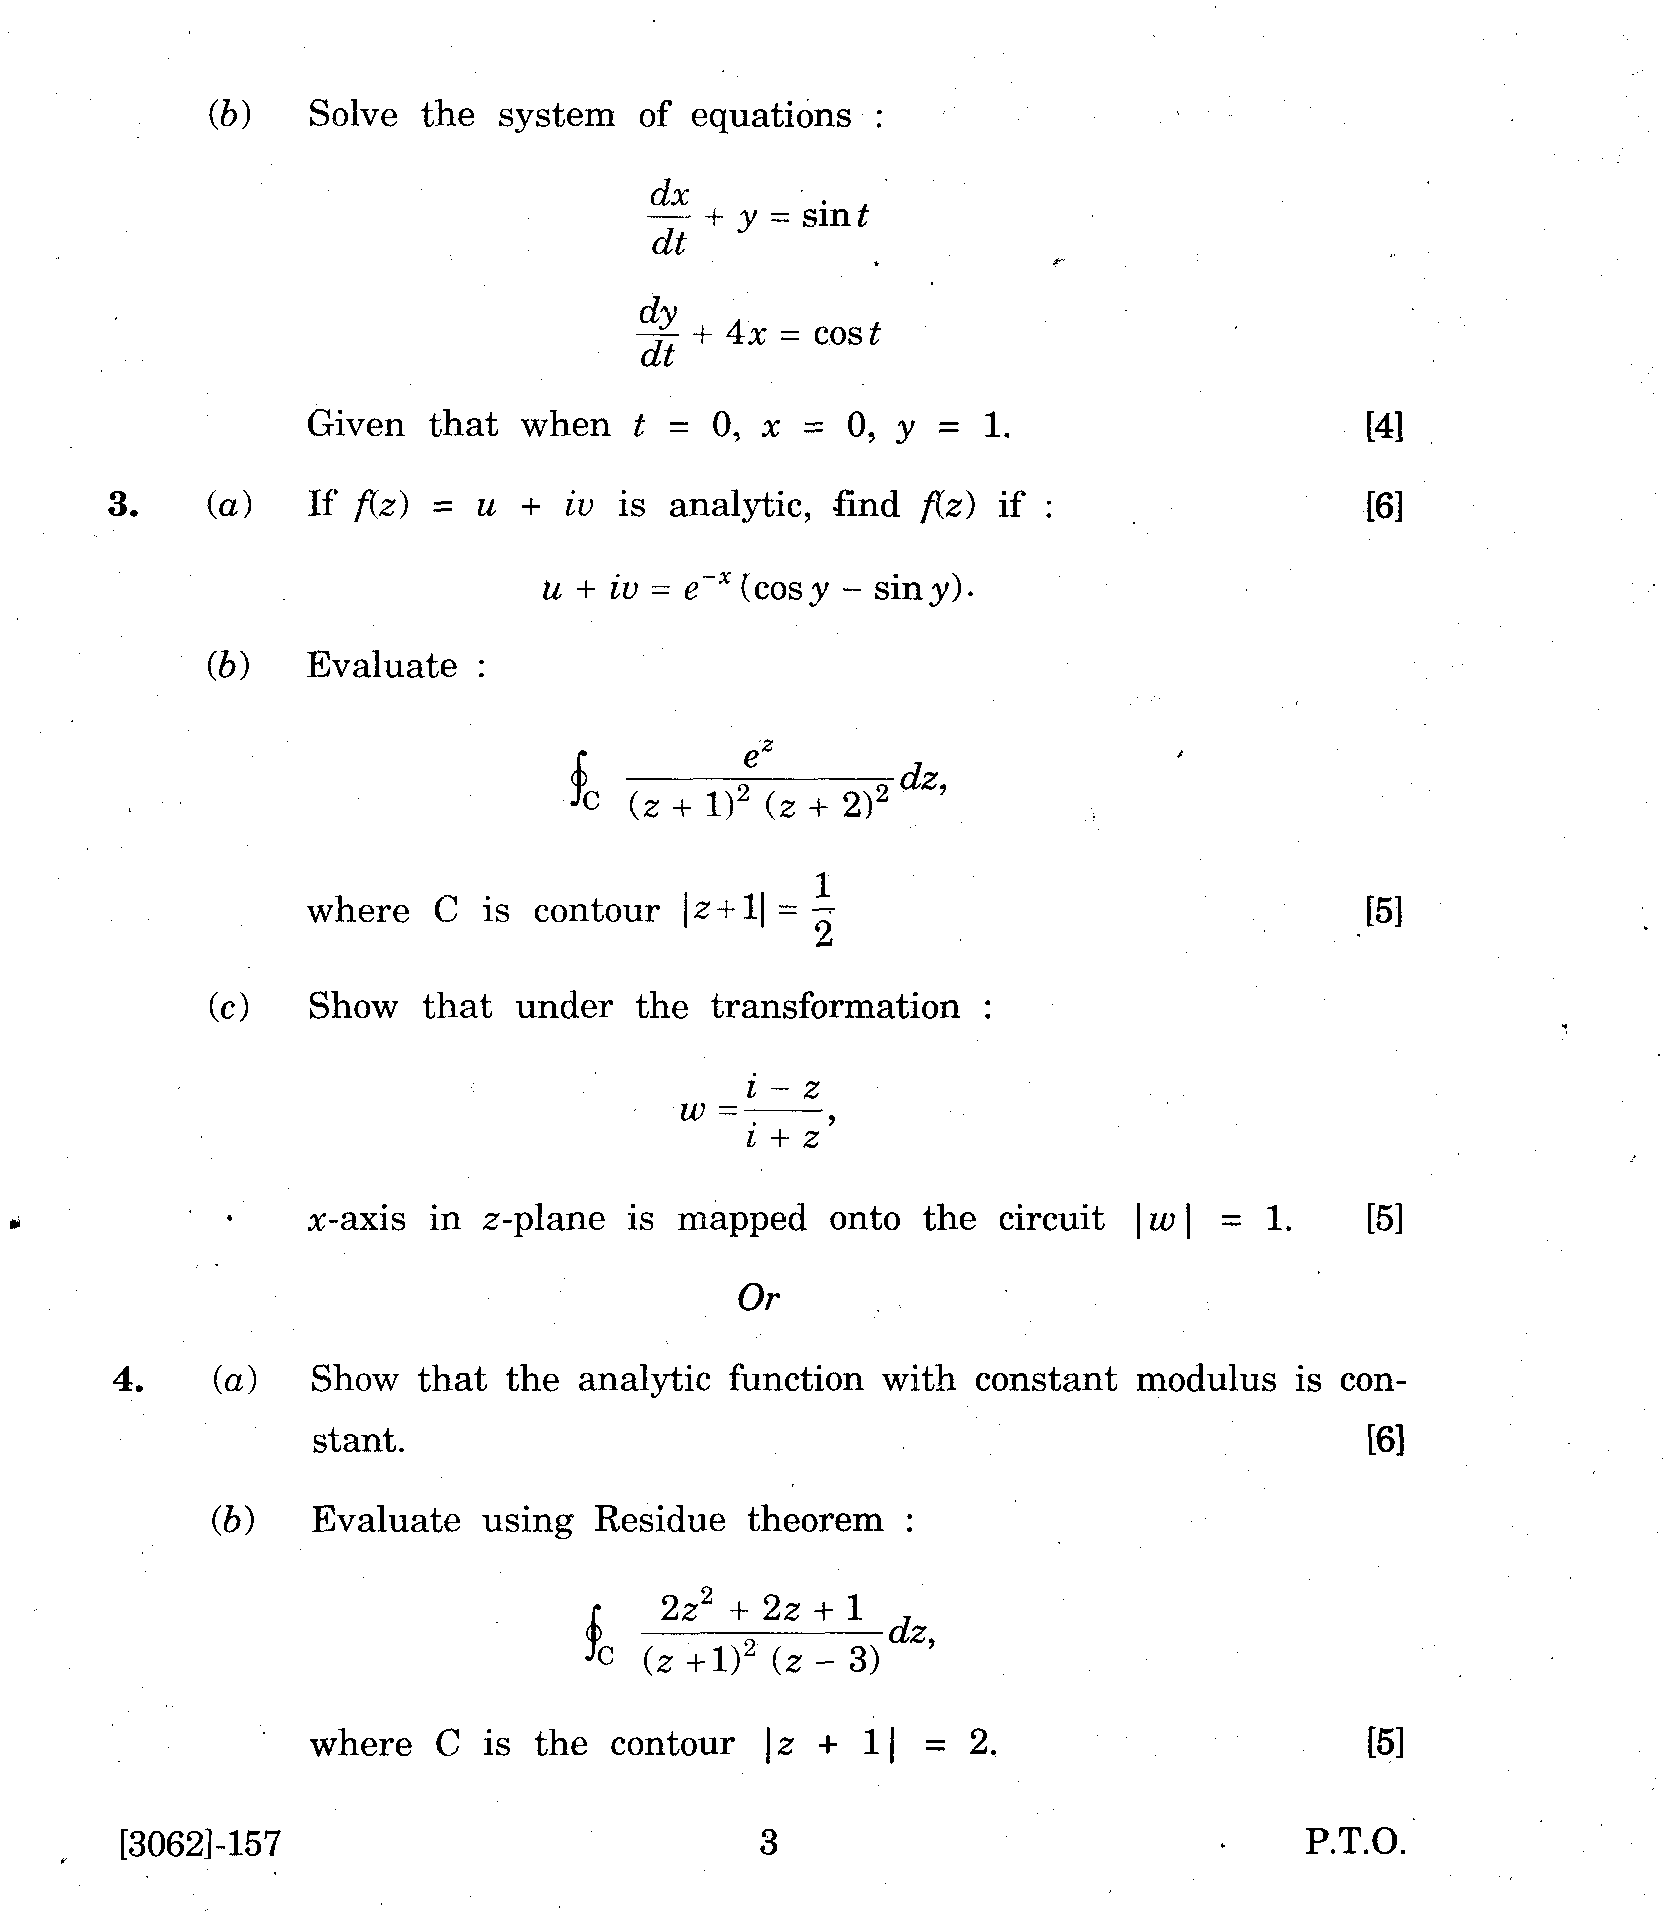 (b) Solve the system of equations :
dx/dt + y = sin t
dy/dt + 4x = cos t
Given that when t = 0, x = 0, y = 1. [4]
3. (a) If f(z) = u + iv is analytic, find f(z) if : [6]
u + iv = e^{-x} (cos y – sin y).
(b) Evaluate :
∮_C e^z / ((z + 1)^2 (z + 2)^2) dz,
where C is contour |z+1| = 1/2 [5]
(c) Show that under the transformation :
w = (i – z)/(i + z),
x-axis in z-plane is mapped onto the circuit |w| = 1. [5]
Or
4. (a) Show that the analytic function with constant modulus is con-
stant. [6]
(b) Evaluate using Residue theorem :
∮_C (2z^2 + 2z + 1) / ((z +1)^2 (z – 3)) dz,
where C is the contour |z + 1| = 2. [5]
[3062]-157 3 P.T.O.